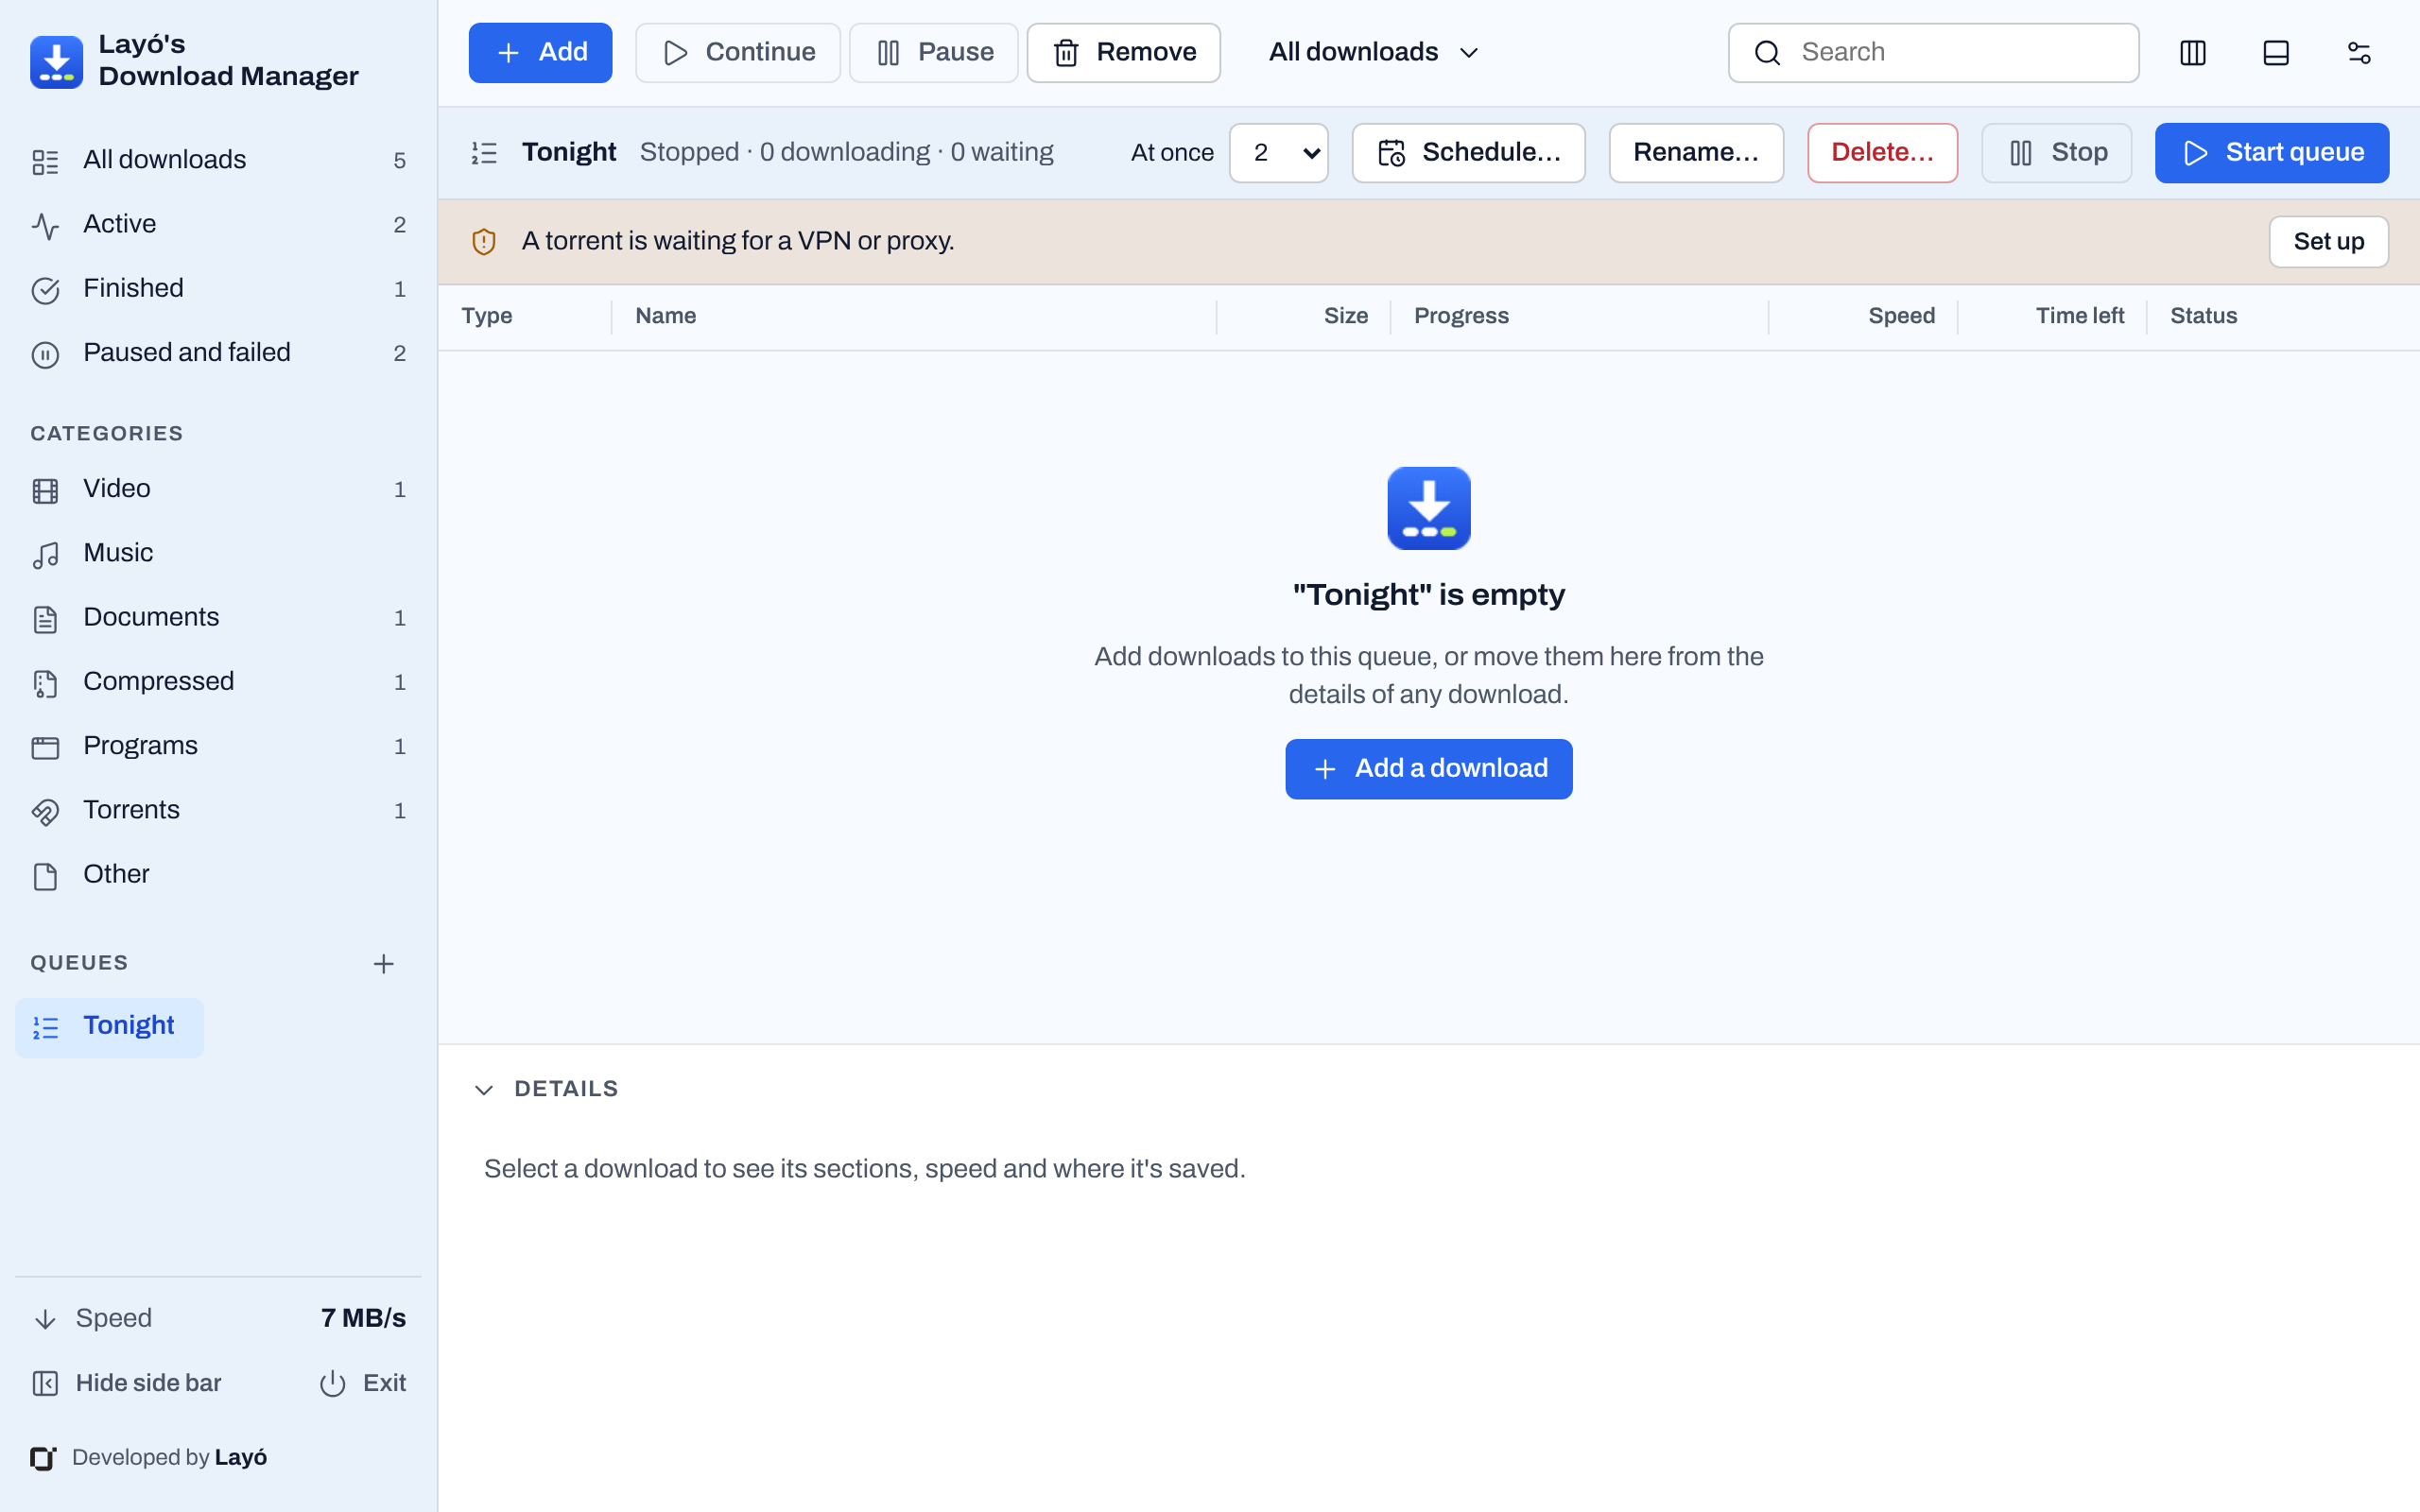 Layó's
Download Manager
All downloads 5
Active 2
Finished 1
Paused and failed 2
CATEGORIES
Video 1
Music
Documents 1
Compressed 1
Programs 1
Torrents 1
Other
QUEUES
Tonight
Speed 7 MB/s
Hide side bar Exit
Developed by Layó
Add Continue Pause Remove All downloads Search
Tonight Stopped · 0 downloading · 0 waiting At once 2 Schedule... Rename... Delete... Stop Start queue
A torrent is waiting for a VPN or proxy. Set up
Type Name Size Progress Speed Time left Status
"Tonight" is empty
Add downloads to this queue, or move them here from the
details of any download.
Add a download
DETAILS
Select a download to see its sections, speed and where it's saved.